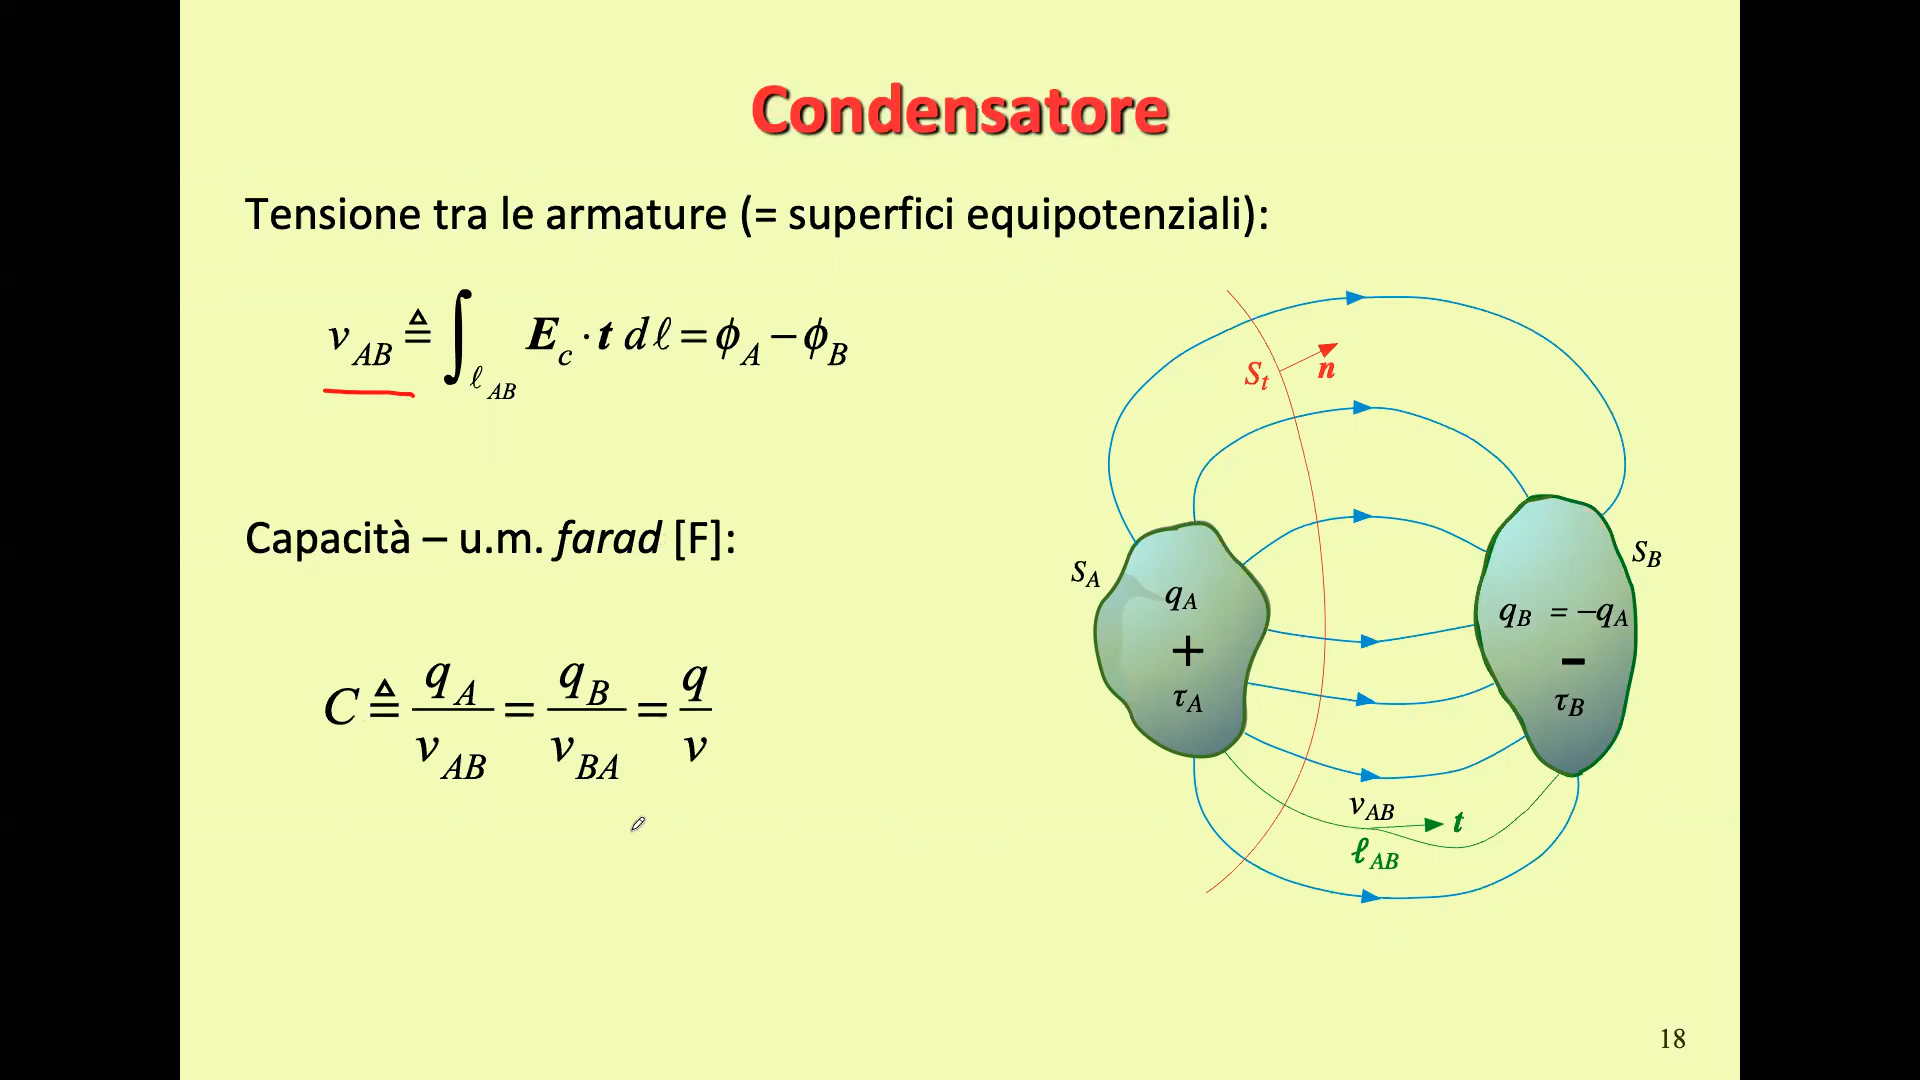 Condensatore
Tensione tra le armature (= superfici equipotenziali):
v_AB ≜ ∫_ℓAB E_c · t dℓ = ϕ_A − ϕ_B
Capacità – u.m. farad [F]:
C ≜ q_A / v_AB = q_B / v_BA = q / v
S_t
n
S_A
q_A
+
τ_A
S_B
q_B = −q_A
–
τ_B
v_AB
t
ℓ_AB
18